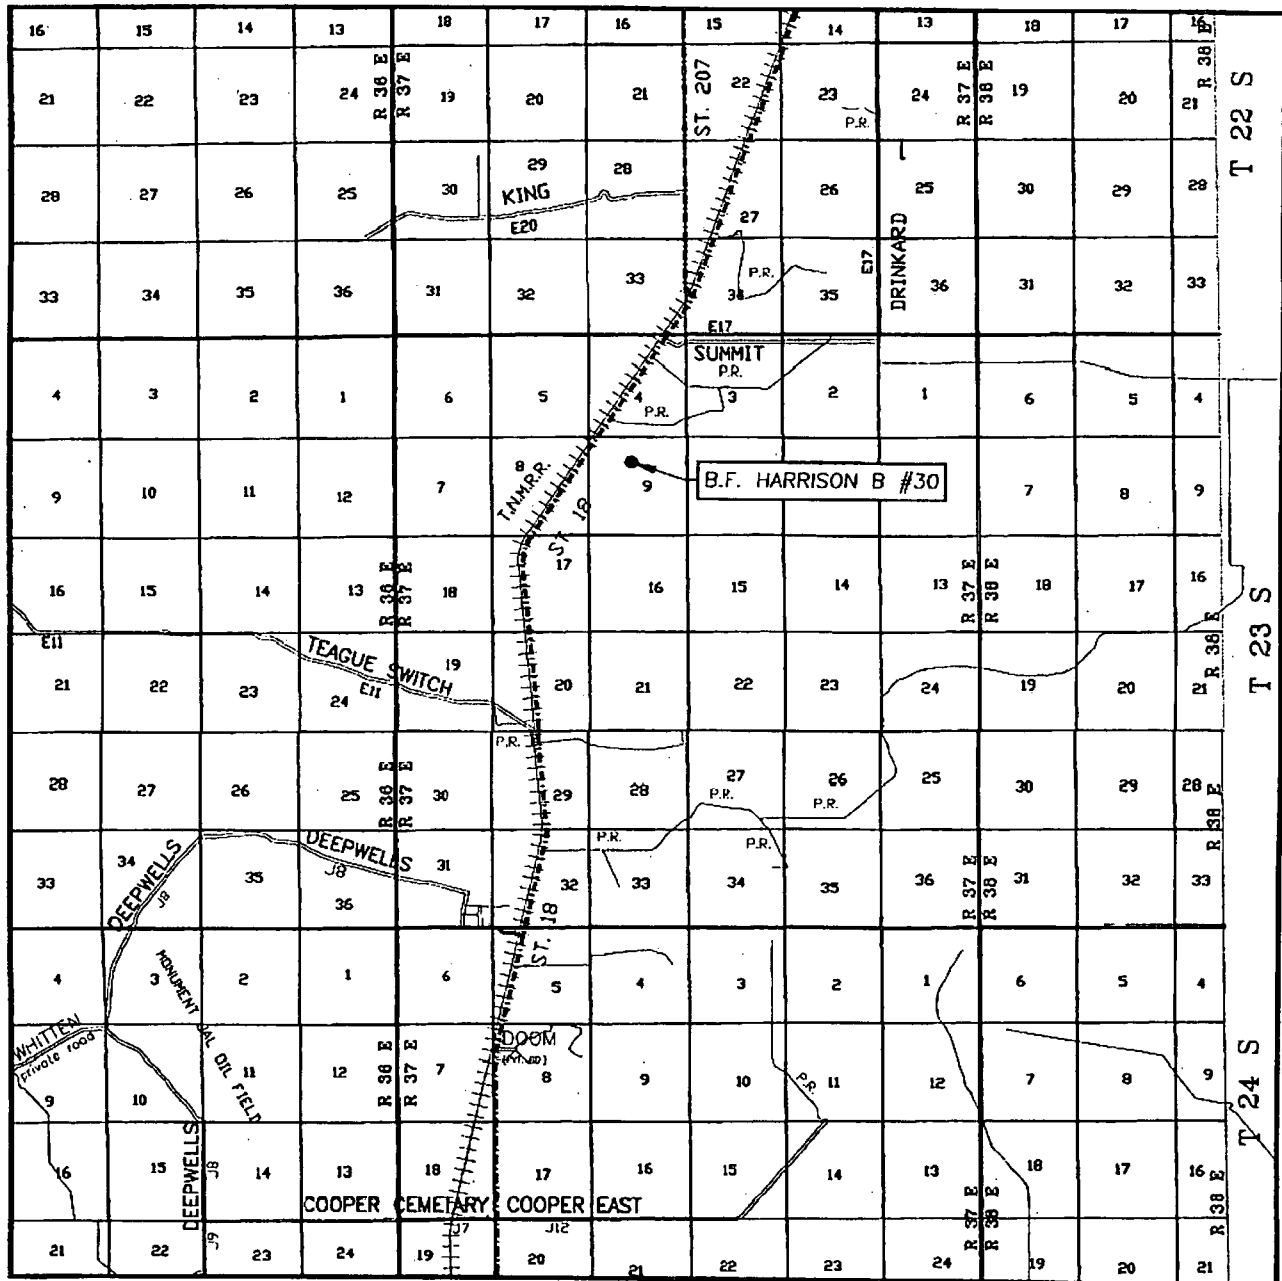 16 15 14 13 18 17 16 15 14 13 18 17 16
R 36 E R 37 E R 37 E R 38 E R 38 E
ST. 207
T 22 S
21 22 23 24 19 20 21 22 23 24 19 20 21
P.R.
28 27 26 25 30 29 28 27 26 25 30 29 28
KING
E20
DRINKARD
E17
33 34 35 36 31 32 33 34 35 36 31 32 33
P.R.
E17
SUMMIT
P.R.
4 3 2 1 6 5 4 3 2 1 6 5 4
P.R.
9 10 11 12 7 8 9 7 8 9
T.N.M.R.R.
ST. 18
B.F. HARRISON B #30
16 15 14 13 18 17 16 15 14 13 18 17 16
R 36 E R 37 E R 37 E R 38 E R 38 E
T 23 S
E11
TEAGUE SWITCH
E11
21 22 23 24 19 20 21 22 23 24 19 20 21
P.R.
28 27 26 25 30 29 28 27 26 25 30 29 28
R 36 E R 37 E R 38 E
P.R. P.R.
DEEPWELLS
J8
DEEPWELLS
J8
P.R. P.R.
33 34 35 36 31 32 33 34 35 36 31 32 33
R 37 E R 38 E
ST. 18
4 3 2 1 6 5 4 3 2 1 6 5 4
MONUMENT JAL OIL FIELD
WHITTEN
private road
DOOM
9 10 11 12 7 8 9 10 11 12 7 8 9
R 36 E R 37 E
P.R.
T 24 S
16 15 14 13 18 17 16 15 14 13 18 17 16
DEEPWELLS
J8
J9
R 37 E R 38 E R 38 E
COOPER CEMETARY COOPER EAST
J7 J12
21 22 23 24 19 20 21 22 23 24 19 20 21